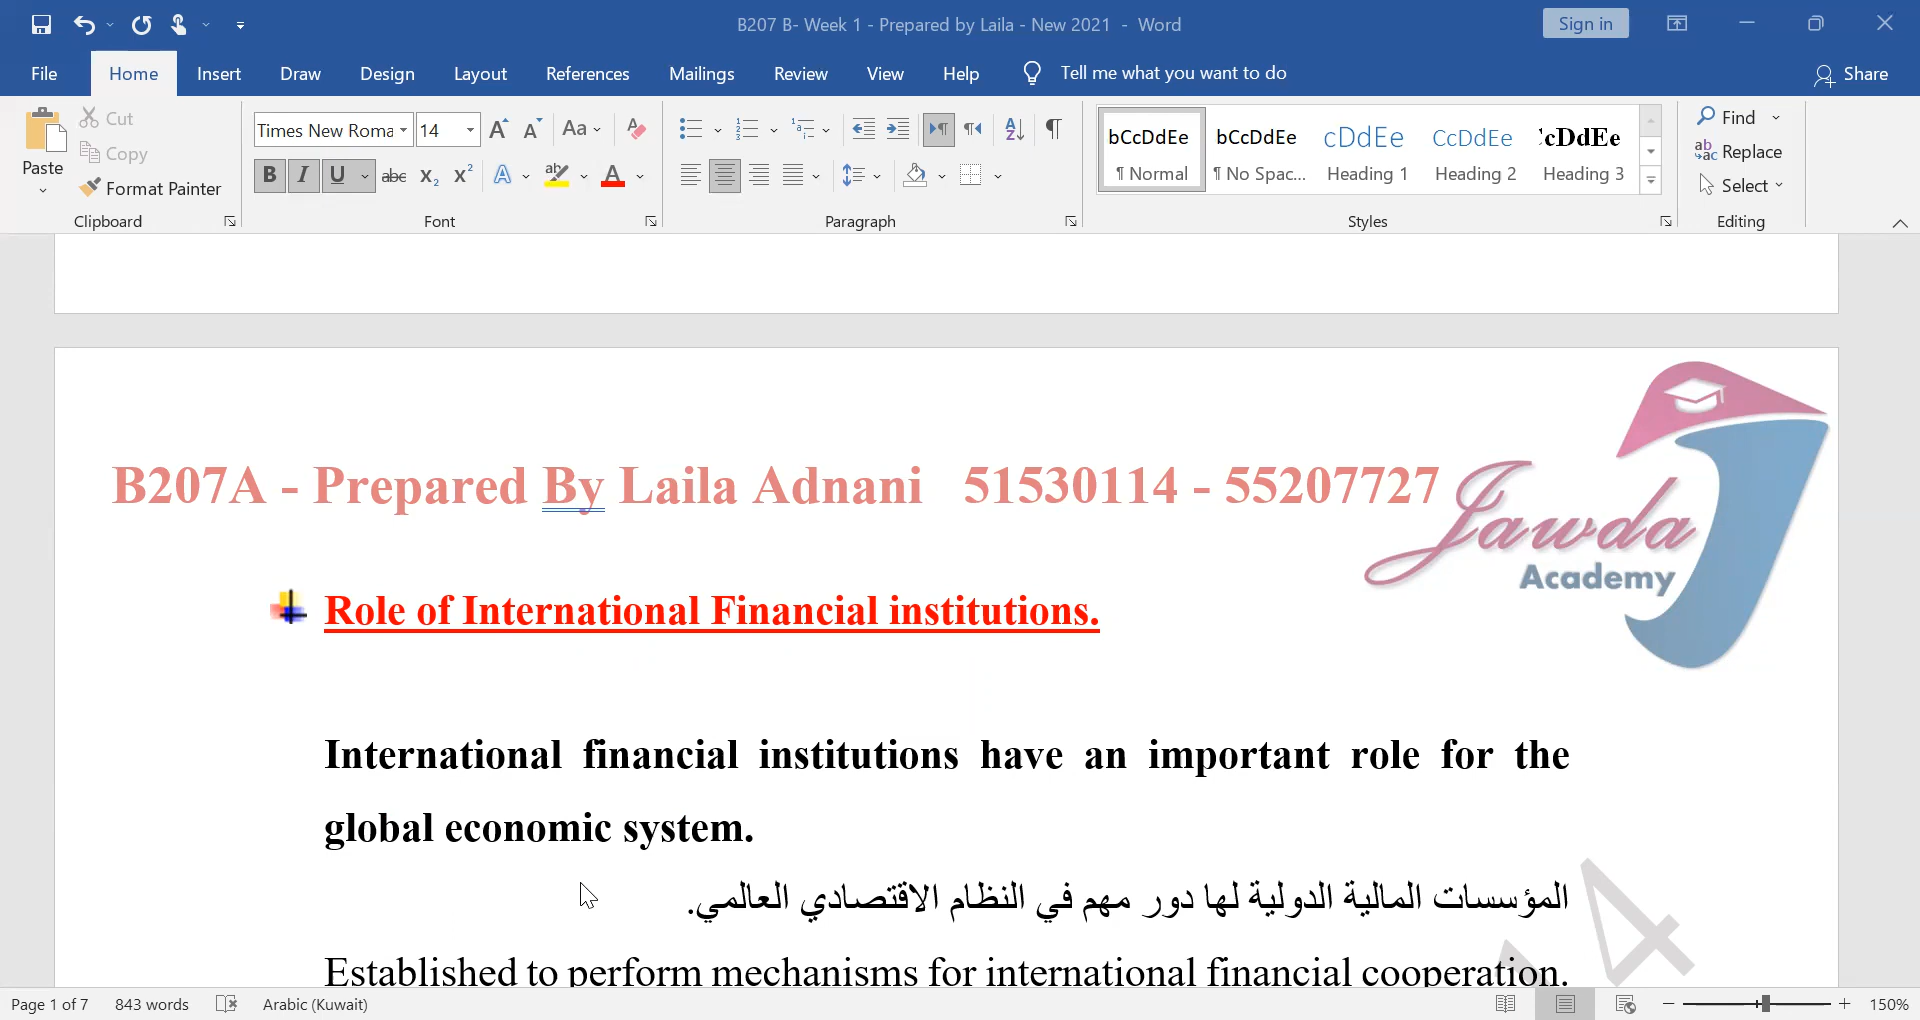 B207 B- Week 1 - Prepared by Laila - New 2021 - Word
Sign in
File Home Insert Draw Design Layout References Mailings Review View Help Tell me what you want to do Share
Paste
Cut
Copy
Format Painter
Clipboard
Times New Roma 14
Font
Paragraph
bCcDdEe bCcDdEe cDdEe CcDdEe 'cDdEe
¶ Normal ¶ No Spac... Heading 1 Heading 2 Heading 3
Styles
Find
Replace
Select
Editing
B207A - Prepared By Laila Adnani 51530114 - 55207727
Jawda
Academy
Role of International Financial institutions.
International financial institutions have an important role for the
global economic system.
المؤسسات المالية الدولية لها دور مهم في النظام الاقتصادي العالمي.
Established to perform mechanisms for international financial cooperation.
Page 1 of 7 843 words Arabic (Kuwait) 150%